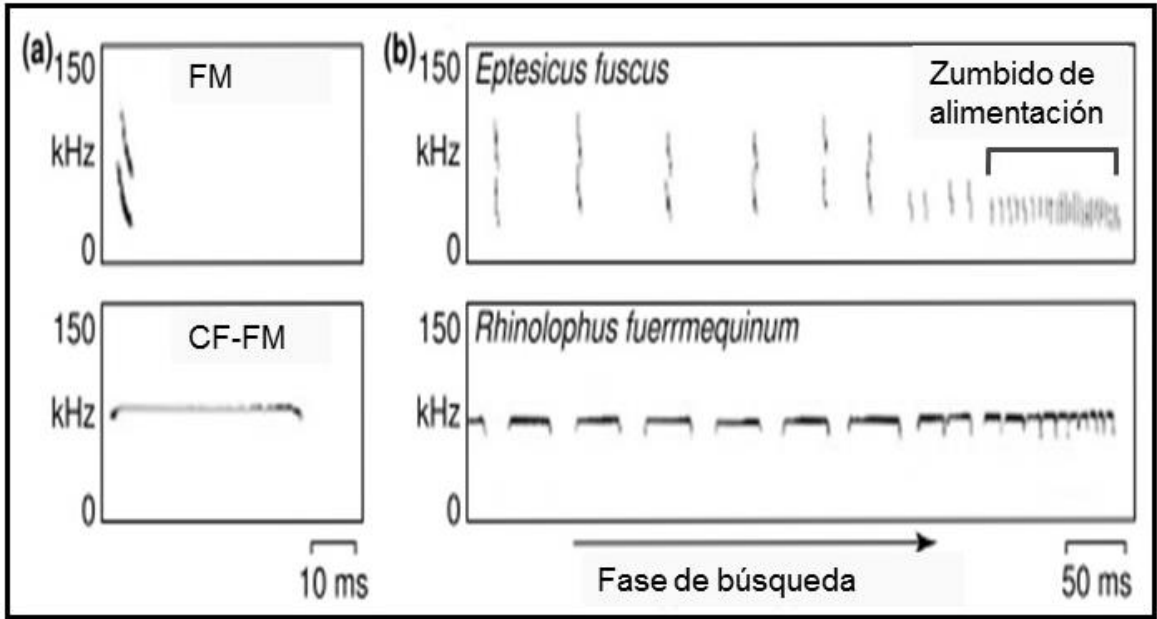 (a)
150
FM
kHz
0
(b)
150
Eptesicus fuscus
Zumbido de
alimentación
kHz
0
150
CF-FM
kHz
0
10 ms
150
Rhinolophus fuerrmequinum
kHz
0
Fase de búsqueda
50 ms